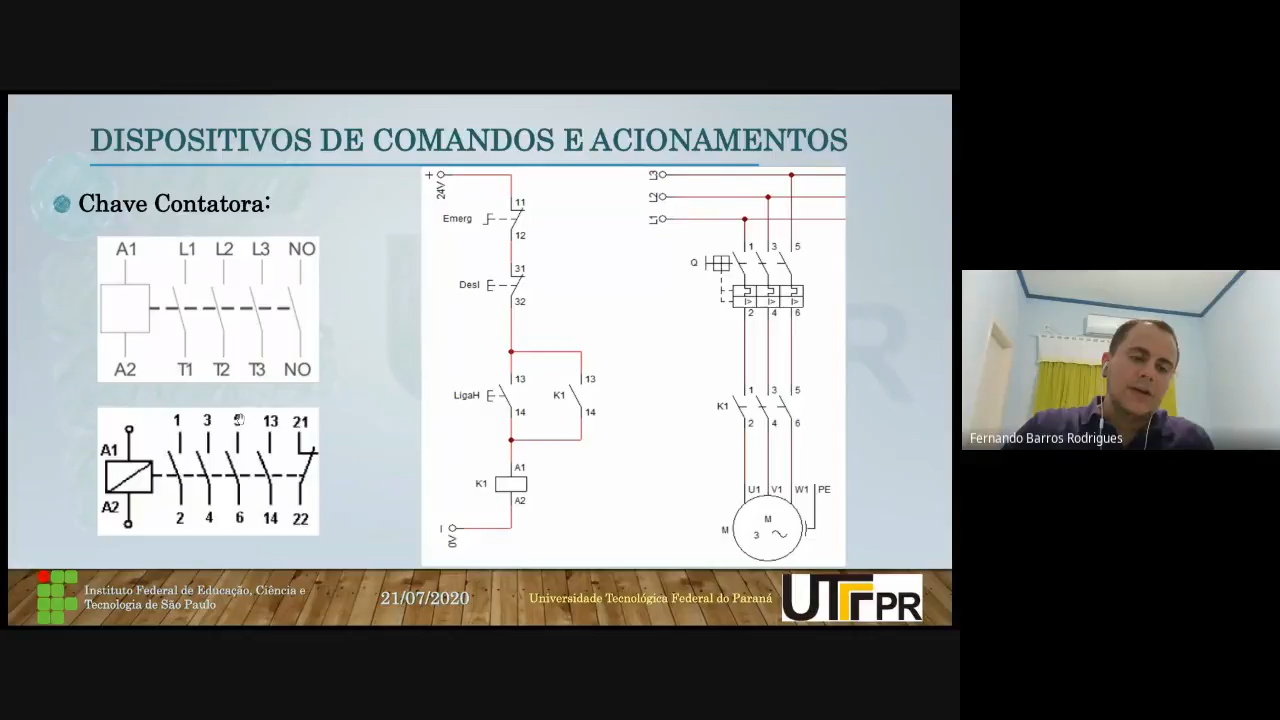 DISPOSITIVOS DE COMANDOS E ACIONAMENTOS
Chave Contatora:
A1 L1 L2 L3 NO
A2 T1 T2 T3 NO
1 3 13 21
A1
A2
2 4 6 14 22
+
24V
11
Emerg
12
31
Desl
32
13 13
LigaH K1
14 14
A1
K1
A2
0V
L3
L2
L1
1 3 5
Q
I> I> I>
2 4 6
1 3 5
K1
2 4 6
U1 V1 W1 PE
M
M
3
Instituto Federal de Educação, Ciência e
Tecnologia de São Paulo
21/07/2020
Universidade Tecnológica Federal do Paraná
UTFPR
Fernando Barros Rodrigues